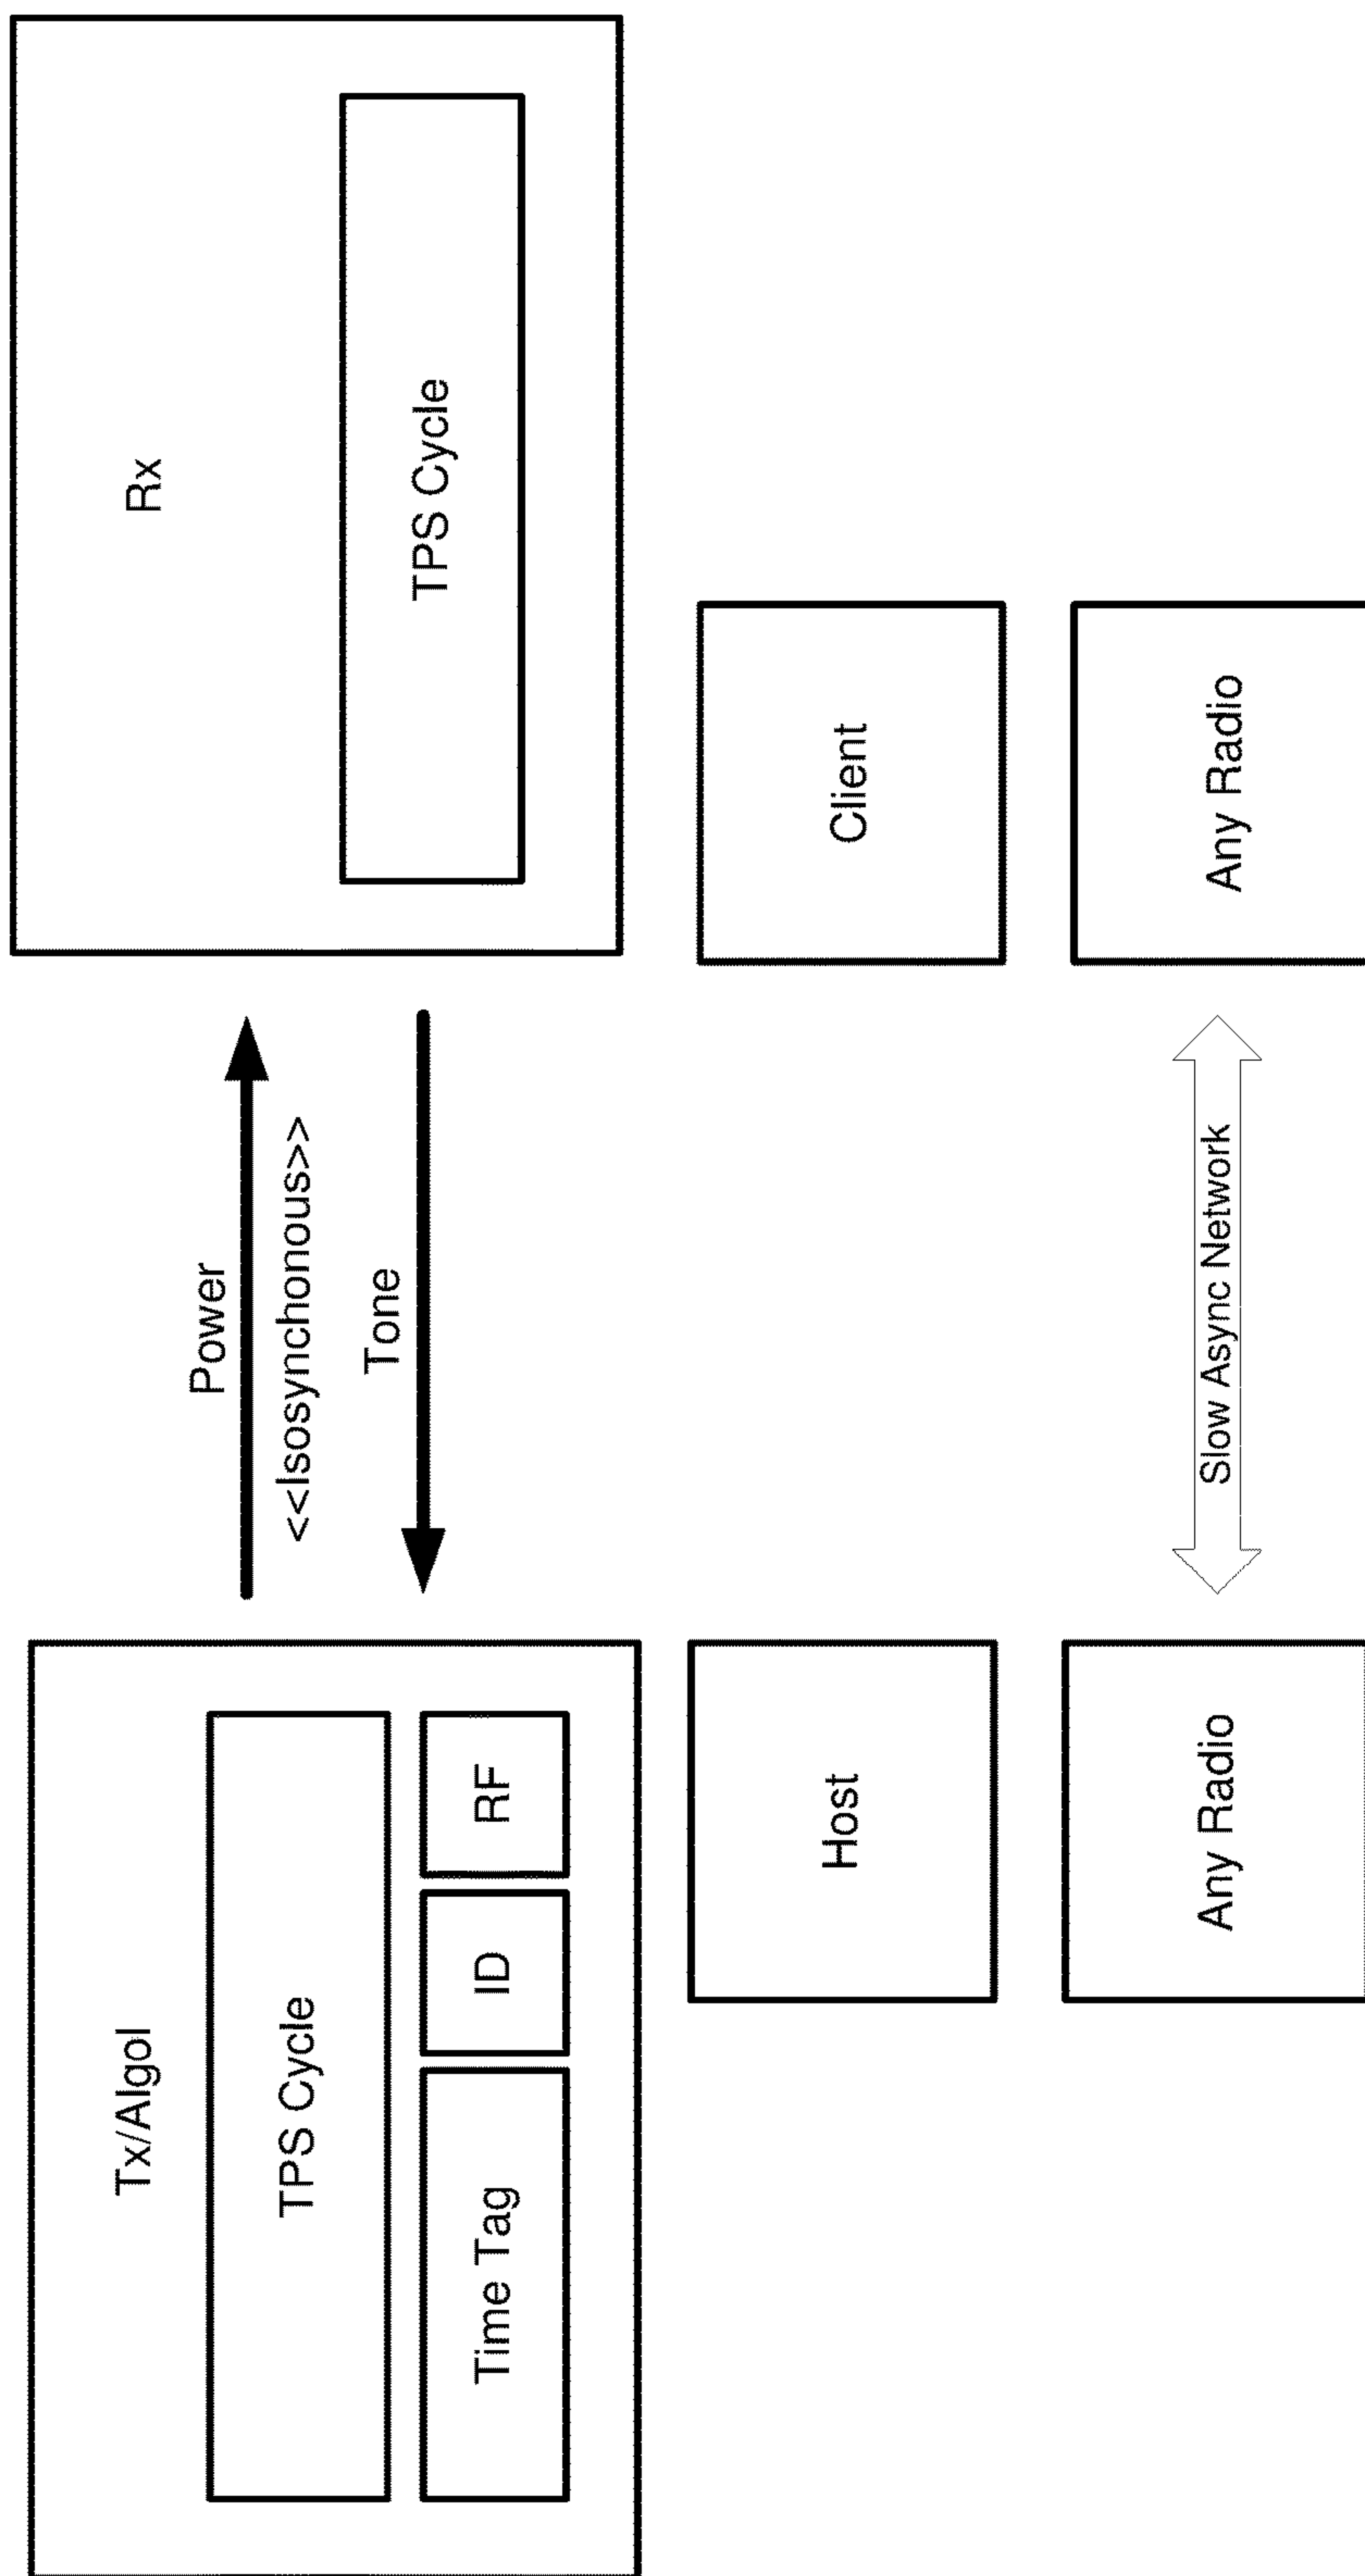 Tx/Algol
TPS Cycle
Time Tag
ID
RF
Power
<<Isosynchonous>>
Tone
Rx
TPS Cycle
Host
Client
Any Radio
Slow Async Network
Any Radio